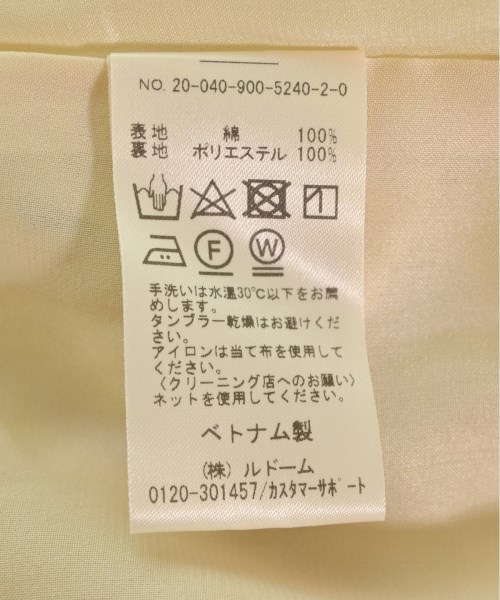 NO. 20-040-900-5240-2-0
表地 綿 100%
裏地 ポリエステル 100%
F W
手洗いは水温30℃以下をお薦
めします。
タンブラー乾燥はお避けくだ
さい。
アイロンは当て布を使用して
ください。
〈クリーニング店へのお願い〉
ネットを使用してください。
ベトナム製
(株) ルドーム
0120-301457/カスタマーサポート